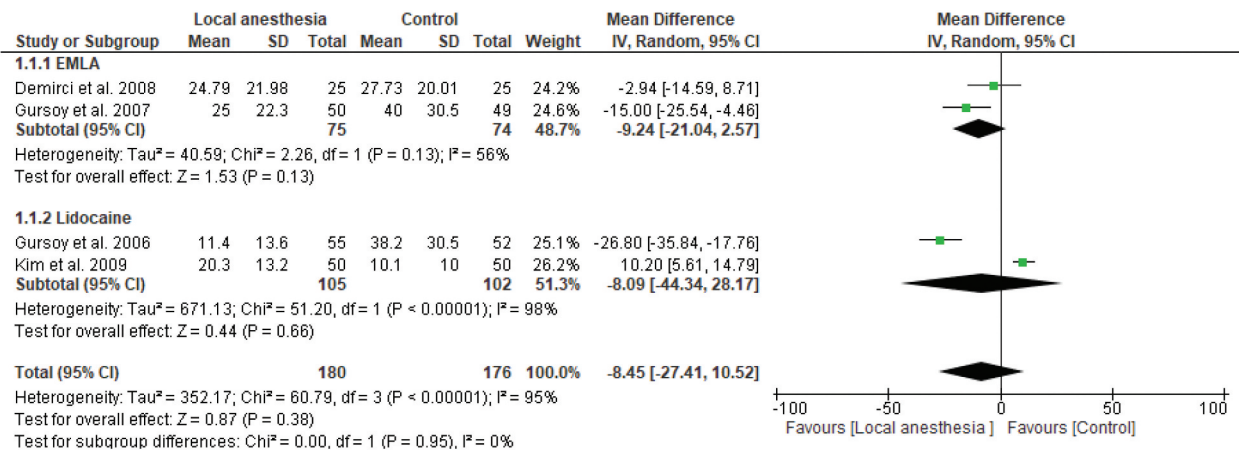 Local anesthesia Control Mean Difference Mean Difference
Study or Subgroup Mean SD Total Mean SD Total Weight IV, Random, 95% CI IV, Random, 95% CI
1.1.1 EMLA
Demirci et al. 2008 24.79 21.98 25 27.73 20.01 25 24.2% -2.94 [-14.59, 8.71]
Gursoy et al. 2007 25 22.3 50 40 30.5 49 24.6% -15.00 [-25.54, -4.46]
Subtotal (95% CI) 75 74 48.7% -9.24 [-21.04, 2.57]
Heterogeneity: Tau² = 40.59; Chi² = 2.26, df = 1 (P = 0.13); I² = 56%
Test for overall effect: Z = 1.53 (P = 0.13)
1.1.2 Lidocaine
Gursoy et al. 2006 11.4 13.6 55 38.2 30.5 52 25.1% -26.80 [-35.84, -17.76]
Kim et al. 2009 20.3 13.2 50 10.1 10 50 26.2% 10.20 [5.61, 14.79]
Subtotal (95% CI) 105 102 51.3% -8.09 [-44.34, 28.17]
Heterogeneity: Tau² = 671.13; Chi² = 51.20, df = 1 (P < 0.00001); I² = 98%
Test for overall effect: Z = 0.44 (P = 0.66)
Total (95% CI) 180 176 100.0% -8.45 [-27.41, 10.52]
Heterogeneity: Tau² = 352.17; Chi² = 60.79, df = 3 (P < 0.00001); I² = 95%
Test for overall effect: Z = 0.87 (P = 0.38)
Test for subgroup differences: Chi² = 0.00, df = 1 (P = 0.95), I² = 0%
-100 -50 0 50 100
Favours [Local anesthesia ] Favours [Control]